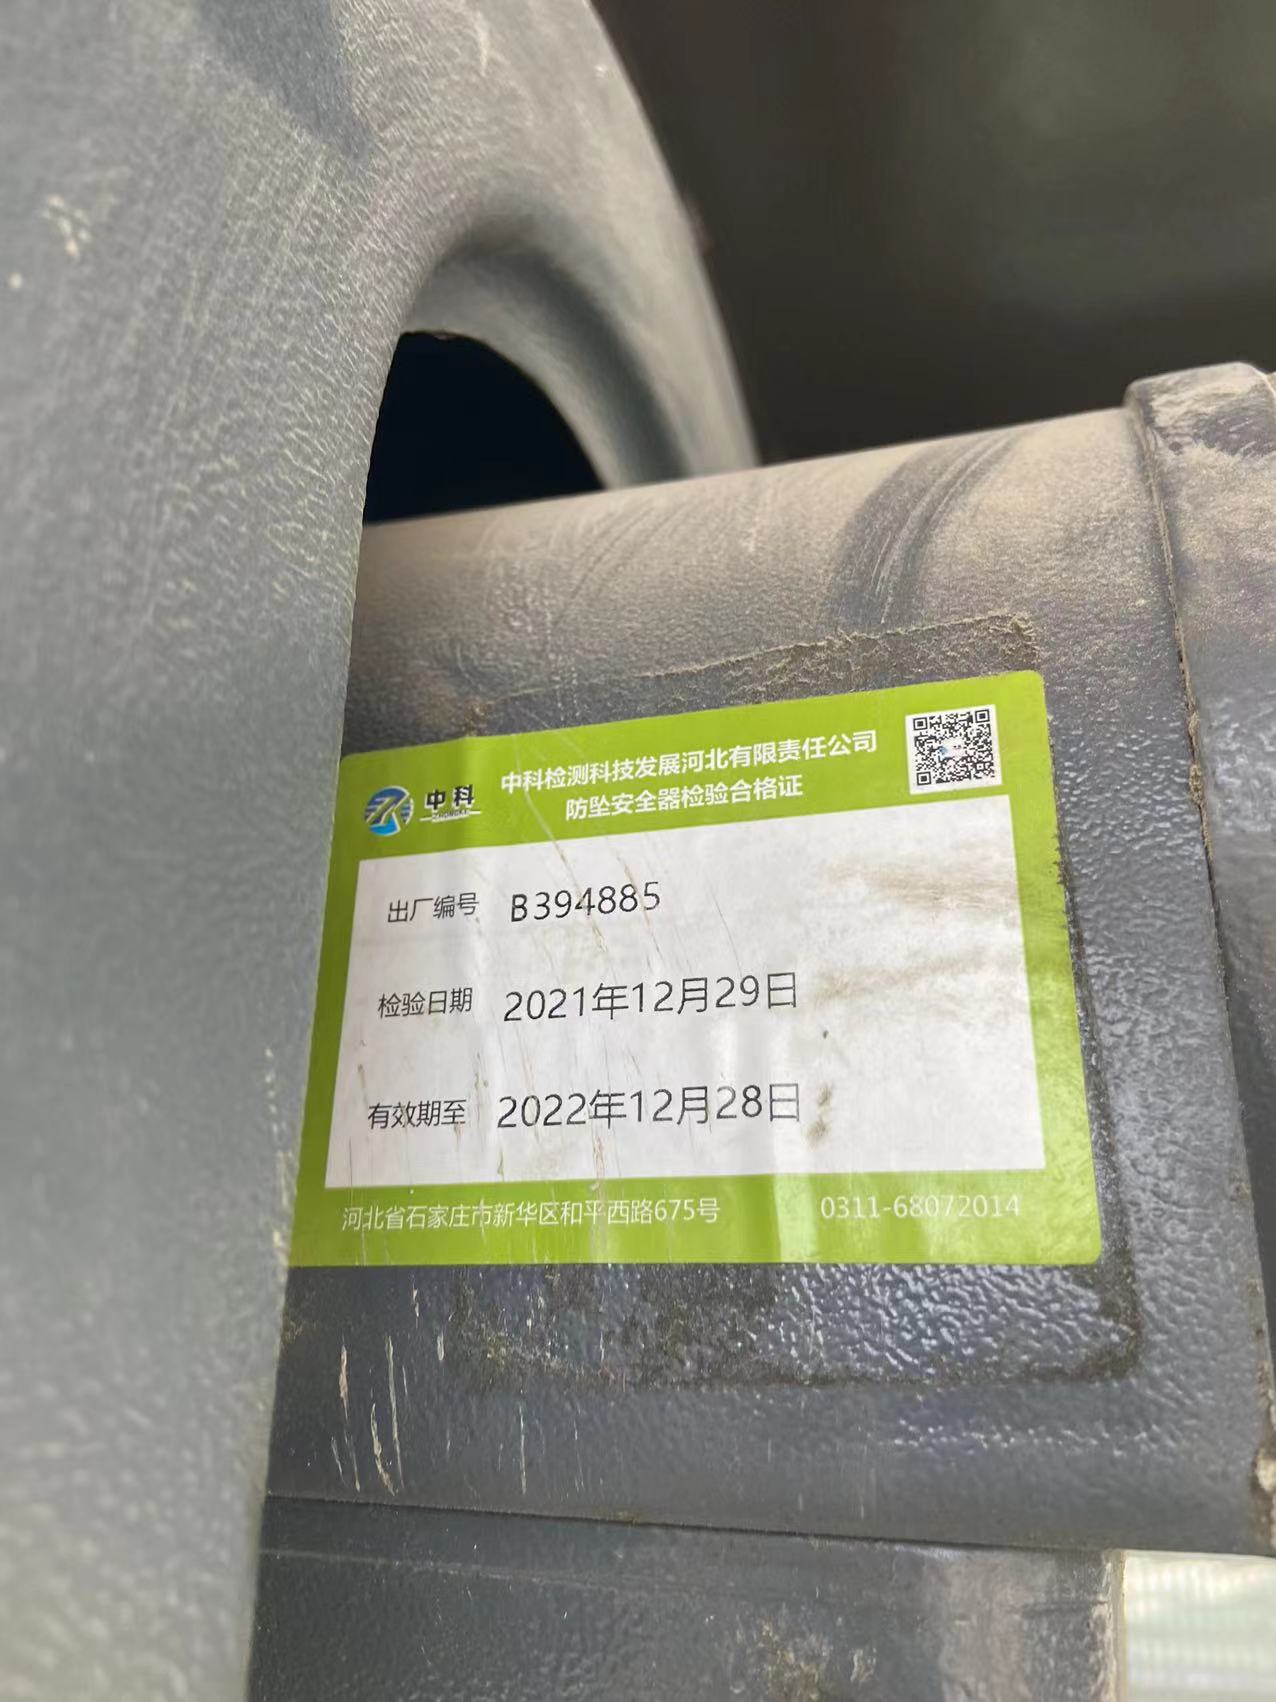 中科
ZHONGKE
中科检测科技发展河北有限责任公司
防坠安全器检验合格证
出厂编号 B394885
检验日期 2021年12月29日
有效期至 2022年12月28日
河北省石家庄市新华区和平西路675号 0311-68072014